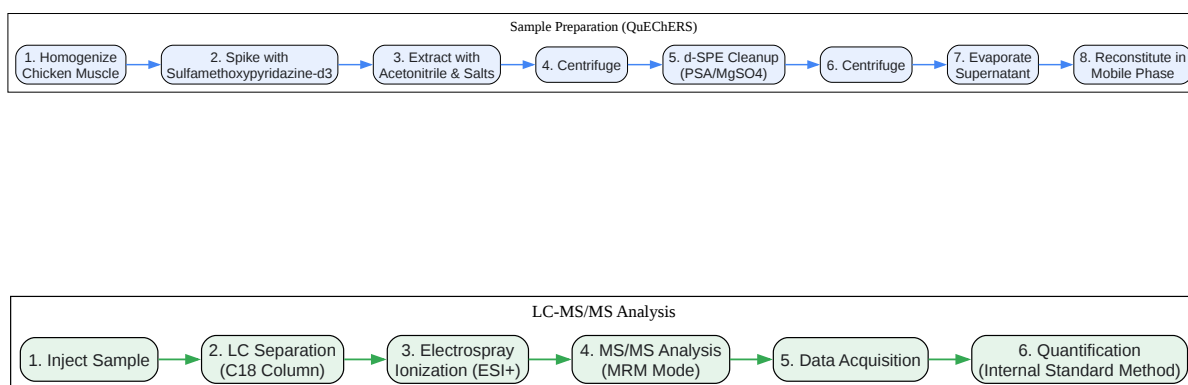 Sample Preparation (QuEChERS)
1. Homogenize
Chicken Muscle
2. Spike with
Sulfamethoxypyridazine-d3
3. Extract with
Acetonitrile & Salts
4. Centrifuge
5. d-SPE Cleanup
(PSA/MgSO4)
6. Centrifuge
7. Evaporate
Supernatant
8. Reconstitute in
Mobile Phase
LC-MS/MS Analysis
1. Inject Sample
2. LC Separation
(C18 Column)
3. Electrospray
Ionization (ESI+)
4. MS/MS Analysis
(MRM Mode)
5. Data Acquisition
6. Quantification
(Internal Standard Method)